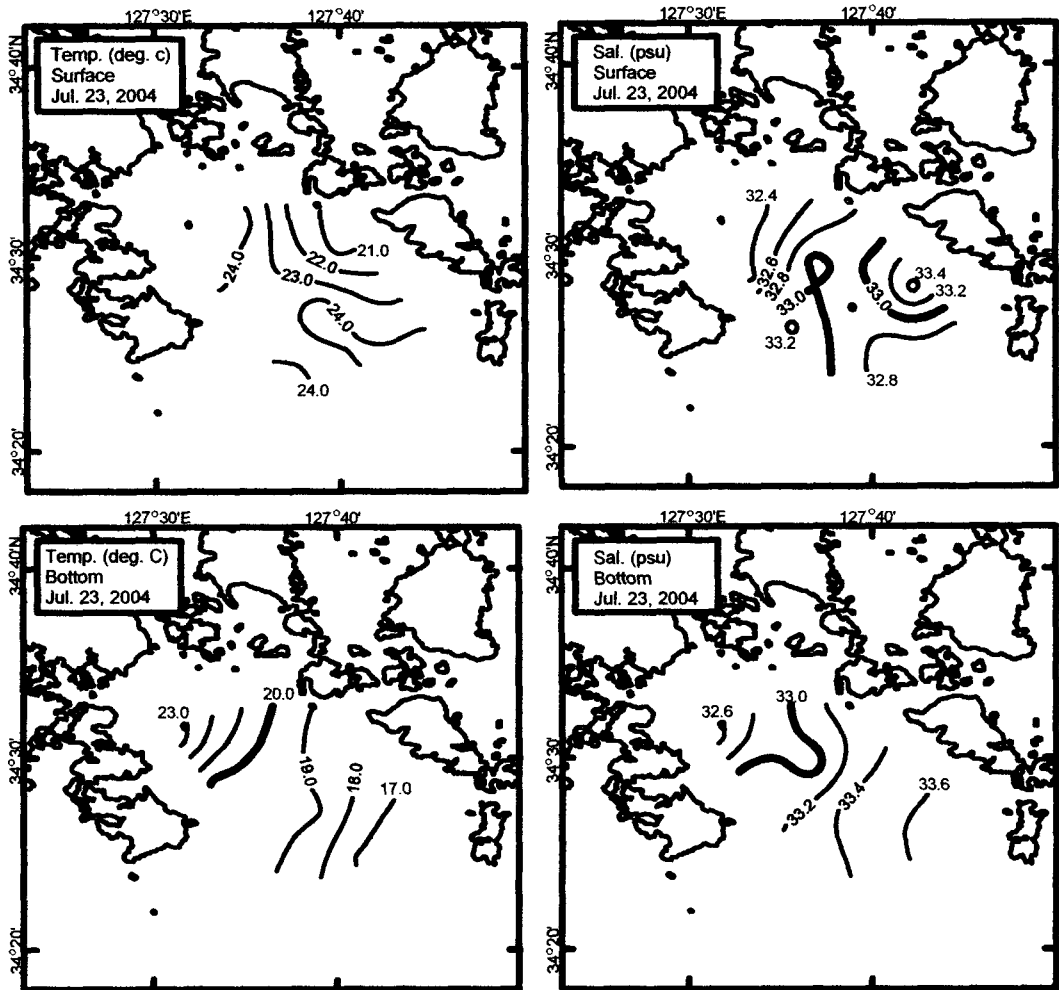 127°30'E 127°40'
34°40'N
34°30'
34°20'
Temp. (deg. c)
Surface
Jul. 23, 2004
24.0
22.0
21.0
23.0
24.0
24.0
127°30'E 127°40'
34°40'N
34°30'
34°20'
Sal. (psu)
Surface
Jul. 23, 2004
32.4
32.6
32.8
33.0
33.4
33.2
33.0
33.2
32.8
127°30'E 127°40'
34°40'N
34°30'
34°20'
Temp. (deg. C)
Bottom
Jul. 23, 2004
20.0
23.0
19.0
18.0
17.0
127°30'E 127°40'
34°40'N
34°30'
34°20'
Sal. (psu)
Bottom
Jul. 23, 2004
33.0
32.6
33.2
33.4
33.6